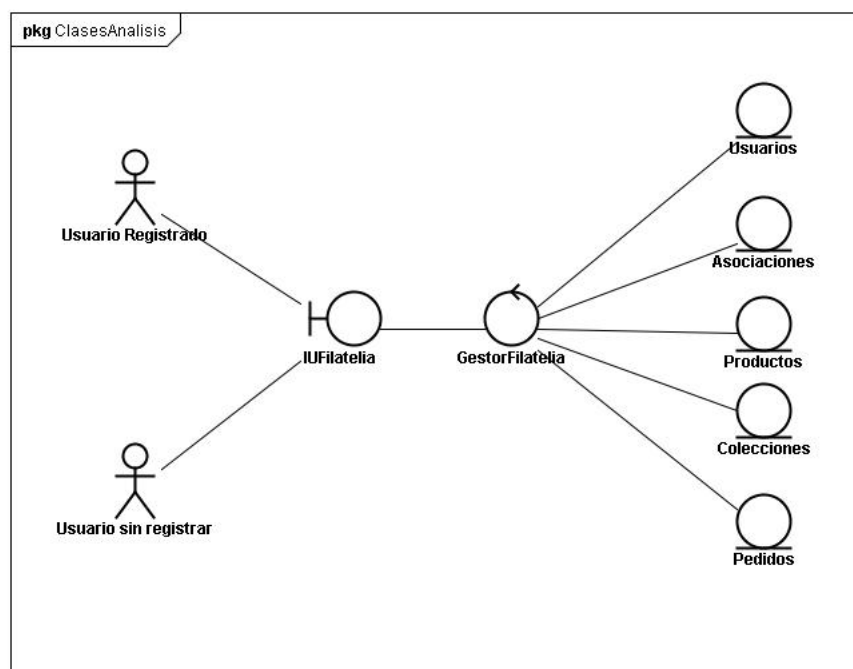 pkg ClasesAnalisis
Usuarios
Usuario Registrado
Asociaciones
IUFilatelia
GestorFilatelia
Productos
Colecciones
Usuario sin registrar
Pedidos